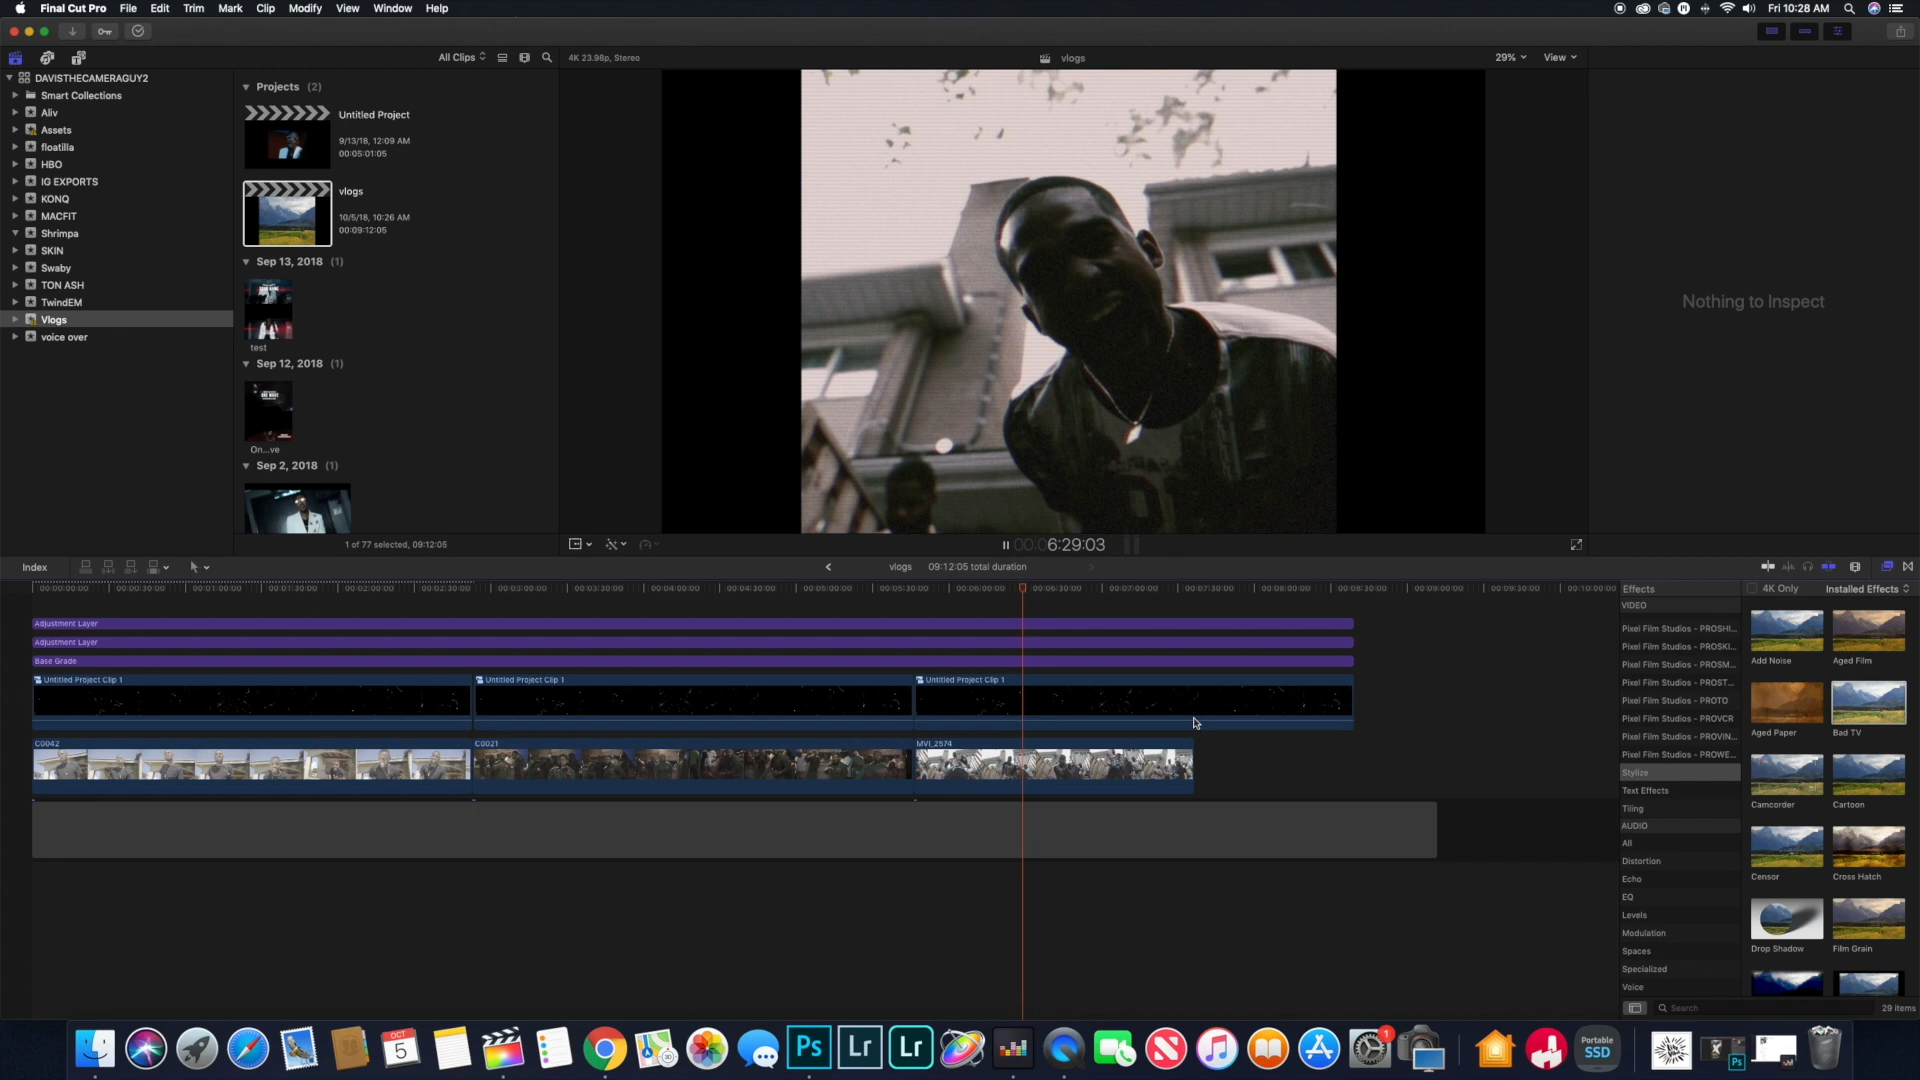 Final Cut Pro File Edit Trim Mark Clip Modify View Window Help
Fri 10:28 AM
All Clips
4K 23.98p, Stereo
vlogs
29%
View
DAVISTHECAMERAGUY2
Smart Collections
Aliv
Assets
floatilla
HBO
IG EXPORTS
KONQ
MACFIT
Shrimpa
SKIN
Swaby
TON ASH
TwindEM
Vlogs
voice over
Projects (2)
Untitled Project
9/13/18, 12:09 AM
00:05:01:05
vlogs
10/5/18, 10:26 AM
00:09:12:05
Sep 13, 2018 (1)
test
Sep 12, 2018 (1)
On...ve
Sep 2, 2018 (1)
1 of 77 selected, 09:12:05
00:06:29:03
Nothing to Inspect
Index
vlogs 09:12:05 total duration
00:00:00:00 00:00:30:00 00:01:00:00 00:01:30:00 00:02:00:00 00:02:30:00 00:03:00:00 00:03:30:00 00:04:00:00 00:04:30:00 00:05:00:00 00:05:30:00 00:06:00:00 00:06:30:00 00:07:00:00 00:07:30:00 00:08:00:00 00:08:30:00 00:09:00:00 00:09:30:00 00:10:00:00
Adjustment Layer
Adjustment Layer
Base Grade
Untitled Project Clip 1 Untitled Project Clip 1 Untitled Project Clip 1
C0042 C0021 MVI_2574
Effects
4K Only
Installed Effects
VIDEO
Pixel Film Studios - PROSHI...
Pixel Film Studios - PROSKI...
Pixel Film Studios - PROSM...
Pixel Film Studios - PROST...
Pixel Film Studios - PROTO
Pixel Film Studios - PROVCR
Pixel Film Studios - PROVIN...
Pixel Film Studios - PROWE...
Stylize
Text Effects
Tiling
AUDIO
All
Distortion
Echo
EQ
Levels
Modulation
Spaces
Specialized
Voice
Add Noise
Aged Film
Aged Paper
Bad TV
Camcorder
Cartoon
Censor
Cross Hatch
Drop Shadow
Film Grain
Search
29 items
OCT
5
Ps
Lr
Lr
3D
1
Portable
SSD
Ps